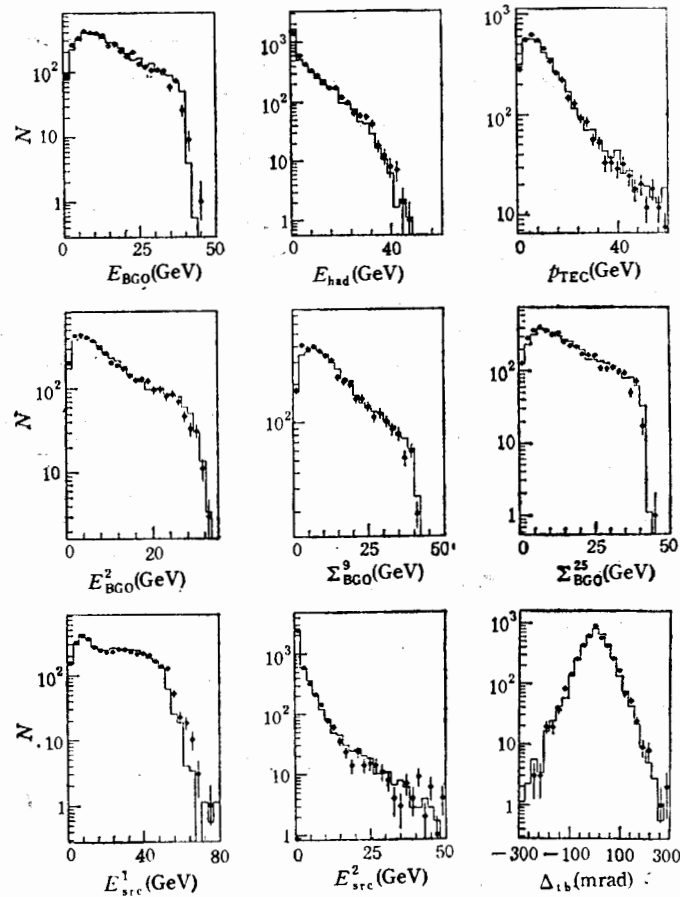 10²
10
1
N
0 25 50
E_BGO(GeV)
10³
10²
10
1
0 40
E_had(GeV)
10³
10²
10
0 40
p_TEC(GeV)
10²
10
N
0 20
E²_BGO(GeV)
10²
0 25 50
Σ⁹_BGO(GeV)
10²
10
1
0 25 50
Σ²⁵_BGO(GeV)
10²
10
1
N
0 40 80
E¹_src(GeV)
10³
10²
10
1
0 25 50
E²_src(GeV)
10³
10²
10
1
−300 −100 100 300
Δ_tb(mrad)